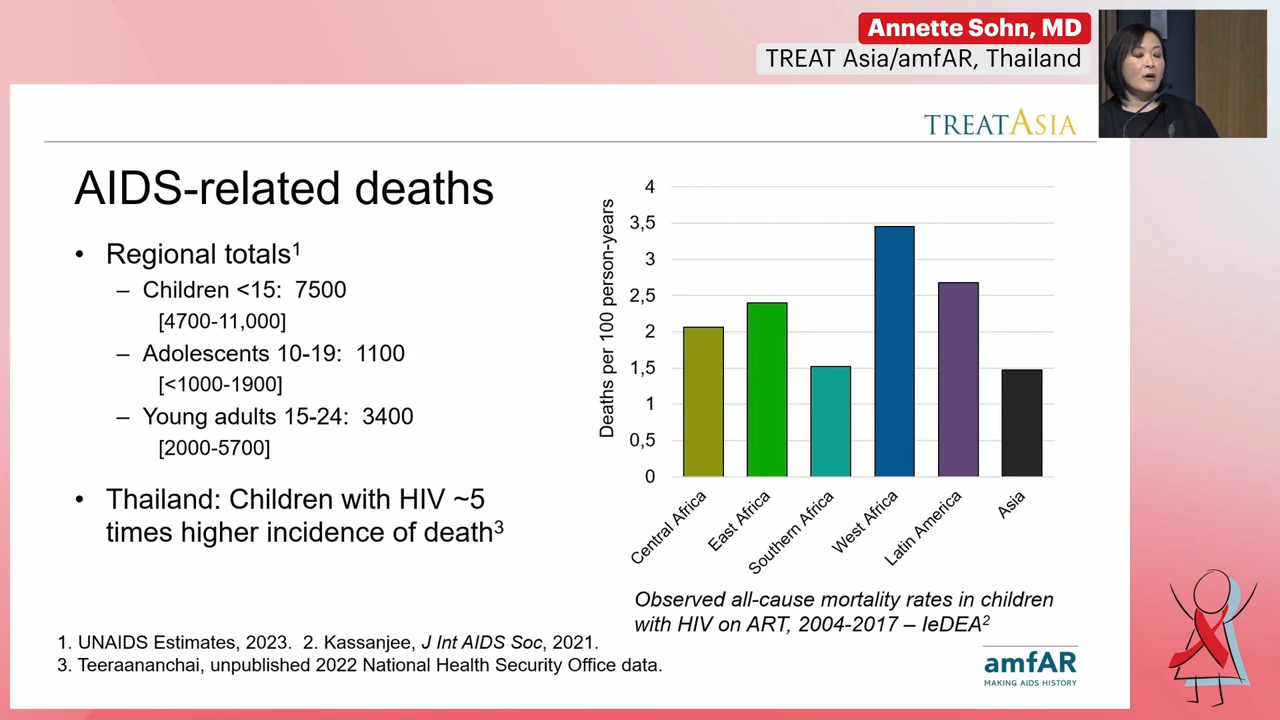 Annette Sohn, MD
TREAT Asia/amfAR, Thailand
TREATASIA
AIDS-related deaths
• Regional totals1
– Children <15: 7500
[4700-11,000]
– Adolescents 10-19: 1100
[<1000-1900]
– Young adults 15-24: 3400
[2000-5700]
• Thailand: Children with HIV ~5
times higher incidence of death3
Deaths per 100 person-years
4
3,5
3
2,5
2
1,5
1
0,5
0
Central Africa
East Africa
Southern Africa
West Africa
Latin America
Asia
Observed all-cause mortality rates in children
with HIV on ART, 2004-2017 – IeDEA2
1. UNAIDS Estimates, 2023. 2. Kassanjee, J Int AIDS Soc, 2021.
3. Teeraananchai, unpublished 2022 National Health Security Office data.
amfAR
MAKING AIDS HISTORY